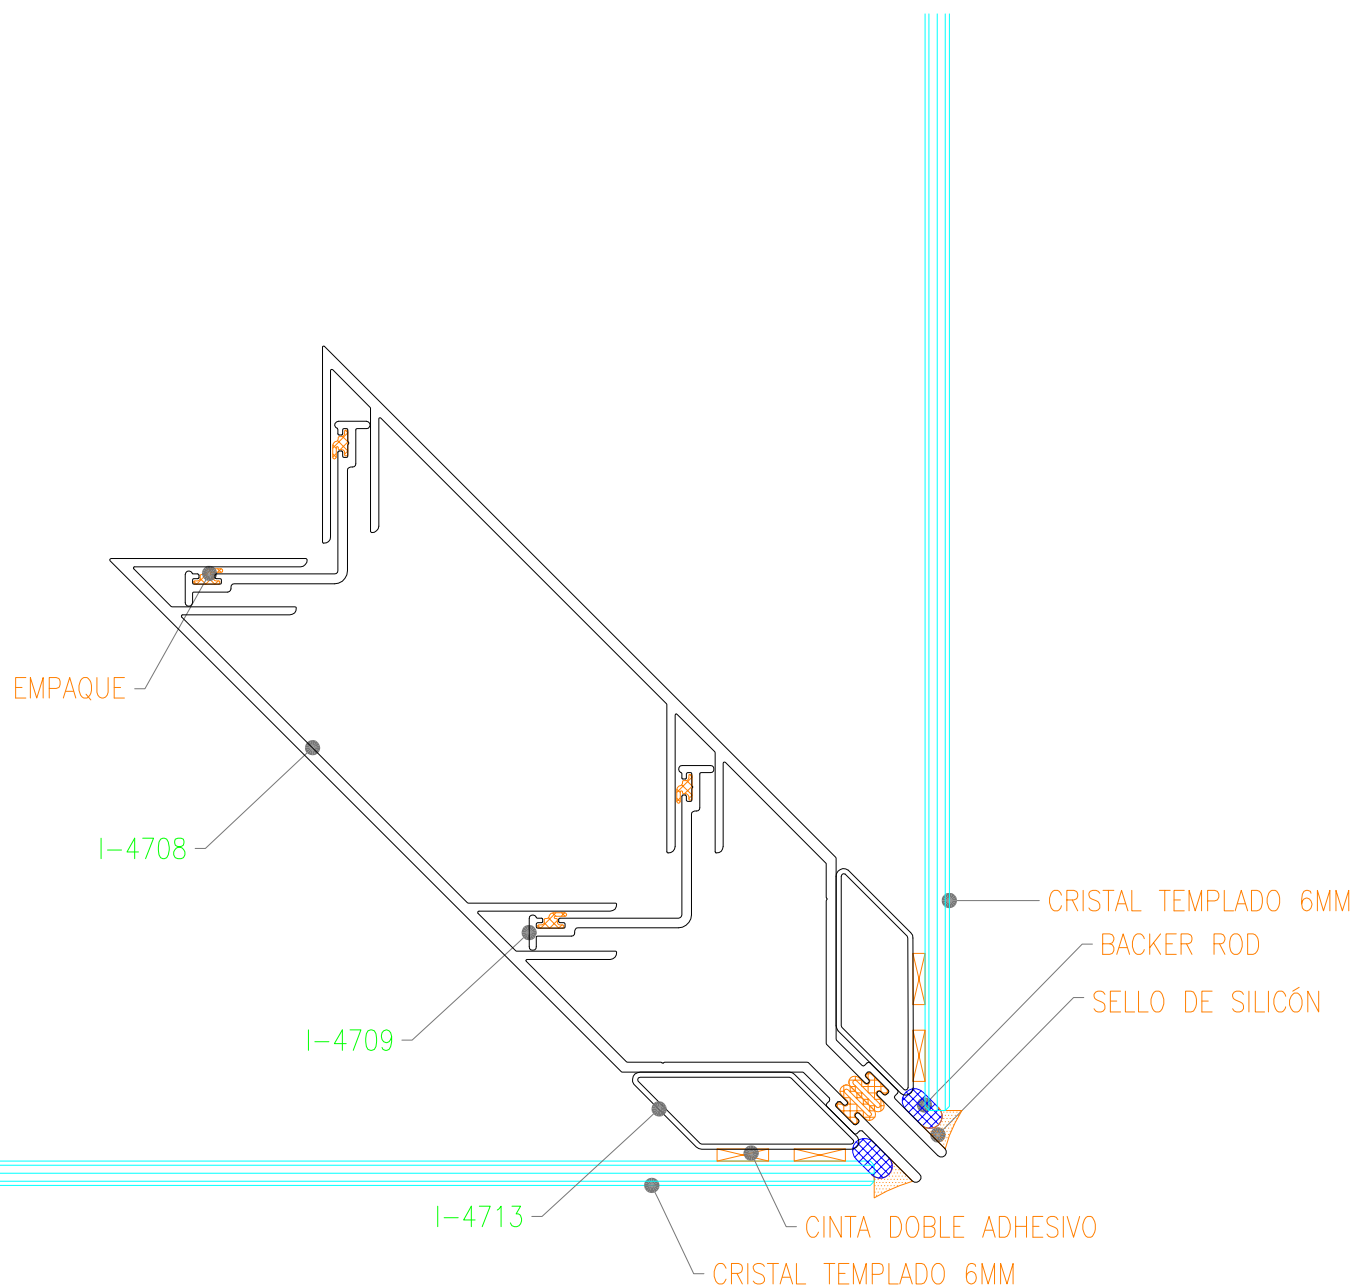 EMPAQUE
I-4708
CRISTAL TEMPLADO 6MM
BACKER ROD
SELLO DE SILICÓN
I-4709
I-4713
CINTA DOBLE ADHESIVO
CRISTAL TEMPLADO 6MM